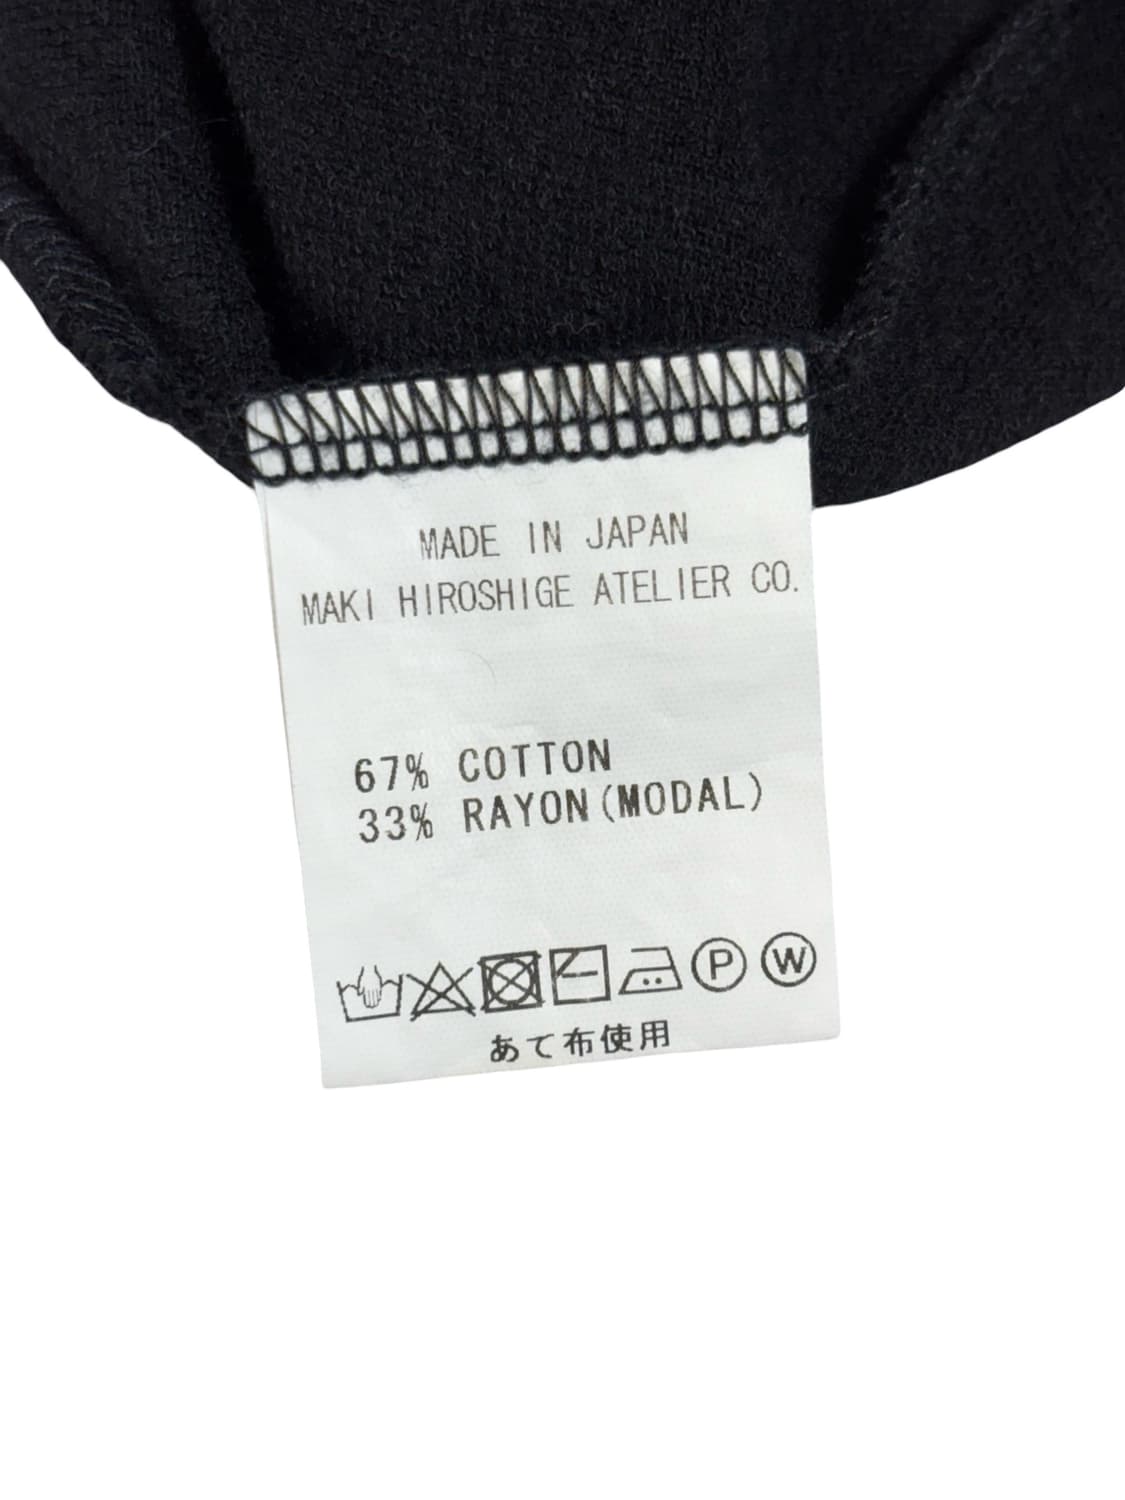 MADE IN JAPAN
MAKI HIROSHIGE ATELIER CO.
67% COTTON
33% RAYON(MODAL)
P W
あて布使用